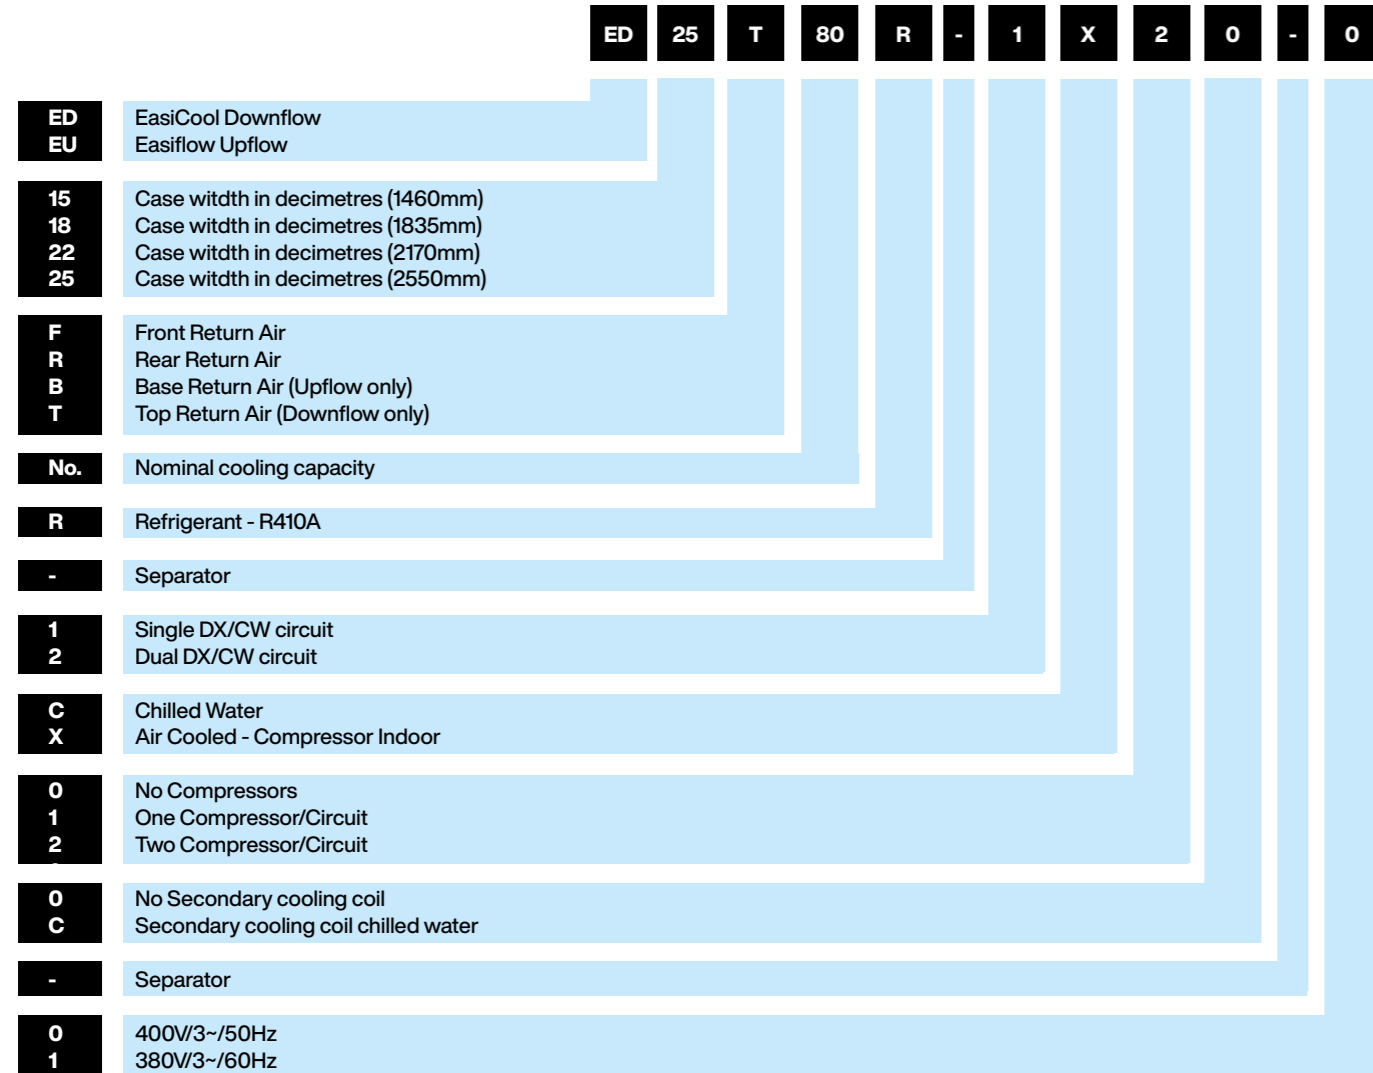 ED 25 T 80 R - 1 X 2 0 - 0
ED EasiCool Downflow
EU Easiflow Upflow
15 Case witdth in decimetres (1460mm)
18 Case witdth in decimetres (1835mm)
22 Case witdth in decimetres (2170mm)
25 Case witdth in decimetres (2550mm)
F Front Return Air
R Rear Return Air
B Base Return Air (Upflow only)
T Top Return Air (Downflow only)
No. Nominal cooling capacity
R Refrigerant - R410A
- Separator
1 Single DX/CW circuit
2 Dual DX/CW circuit
C Chilled Water
X Air Cooled - Compressor Indoor
0 No Compressors
1 One Compressor/Circuit
2 Two Compressor/Circuit
0 No Secondary cooling coil
C Secondary cooling coil chilled water
- Separator
0 400V/3~/50Hz
1 380V/3~/60Hz